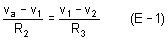 (vₐ − v₁)/R₂ = (v₁ − v₂)/R₃ (E − 1)